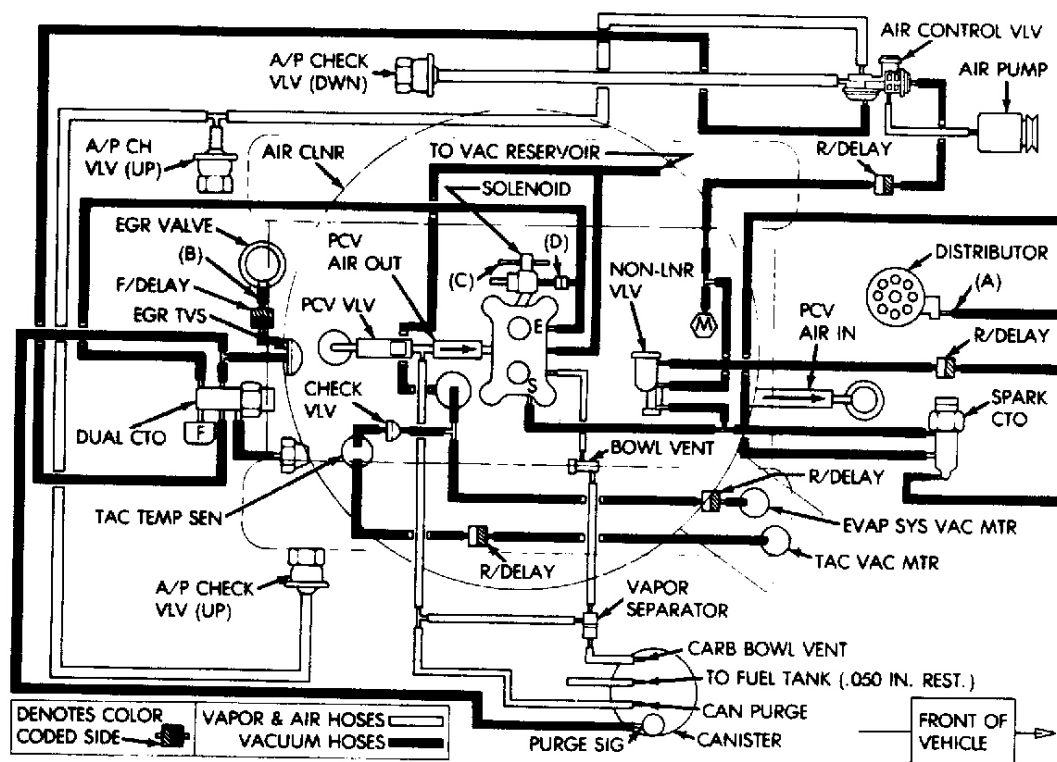 AIR CONTROL VLV
A/P CHECK
VLV (DWN)
AIR PUMP
A/P CH
VLV (UP)
AIR CLNR
TO VAC RESERVOIR
R/DELAY
SOLENOID
EGR VALVE
(B)
PCV
AIR OUT
(D)
(C)
NON-LNR
VLV
DISTRIBUTOR
(A)
F/DELAY
EGR TVS
PCV VLV
E
M
PCV
AIR IN
R/DELAY
CHECK
VLV
S
SPARK
CTO
DUAL CTO
F
BOWL VENT
R/DELAY
TAC TEMP SEN
EVAP SYS VAC MTR
R/DELAY
TAC VAC MTR
A/P CHECK
VLV (UP)
VAPOR
SEPARATOR
CARB BOWL VENT
TO FUEL TANK (.050 IN. REST.)
CAN PURGE
PURGE SIG
CANISTER
DENOTES COLOR
CODED SIDE
VAPOR & AIR HOSES
VACUUM HOSES
FRONT OF
VEHICLE